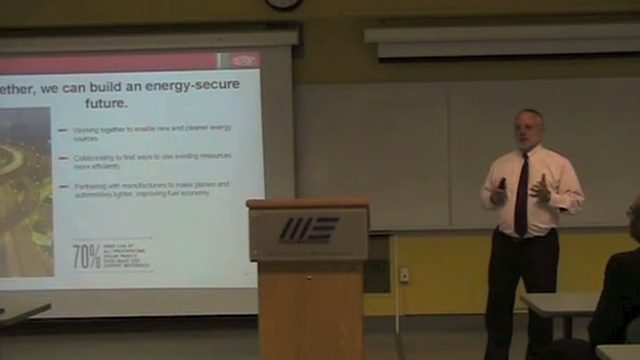 ether, we can build an energy-secure
future.
Working together to enable new and cleaner energy
sources
Collaborating to find ways to use existing resources
more efficiently
Partnering with manufacturers to make planes and
automobiles lighter, improving fuel economy
70%
ME